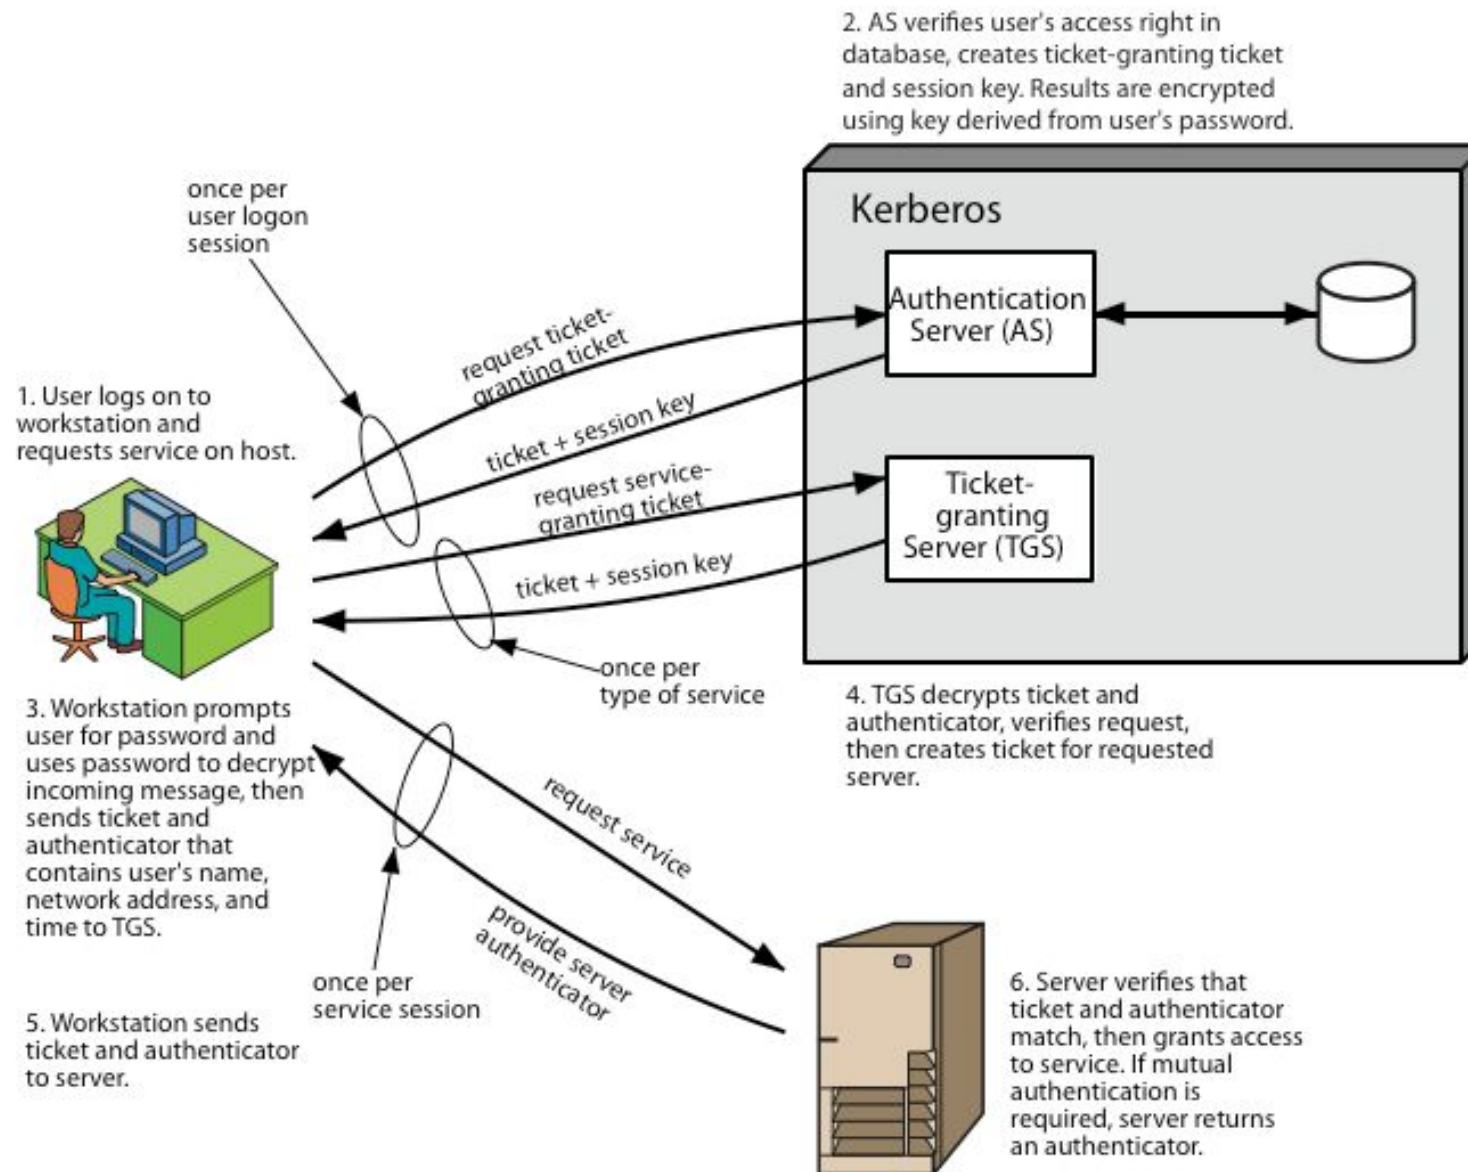 2. AS verifies user's access right in
database, creates ticket-granting ticket
and session key. Results are encrypted
using key derived from user's password.
once per
user logon
session
Kerberos
Authentication
Server (AS)
request ticket-
granting ticket
1. User logs on to
workstation and
requests service on host.
ticket + session key
request service-
granting ticket
Ticket-
granting
Server (TGS)
ticket + session key
once per
type of service
3. Workstation prompts
user for password and
uses password to decrypt
incoming message, then
sends ticket and
authenticator that
contains user's name,
network address, and
time to TGS.
4. TGS decrypts ticket and
authenticator, verifies request,
then creates ticket for requested
server.
request service
provide server
authenticator
once per
service session
5. Workstation sends
ticket and authenticator
to server.
6. Server verifies that
ticket and authenticator
match, then grants access
to service. If mutual
authentication is
required, server returns
an authenticator.